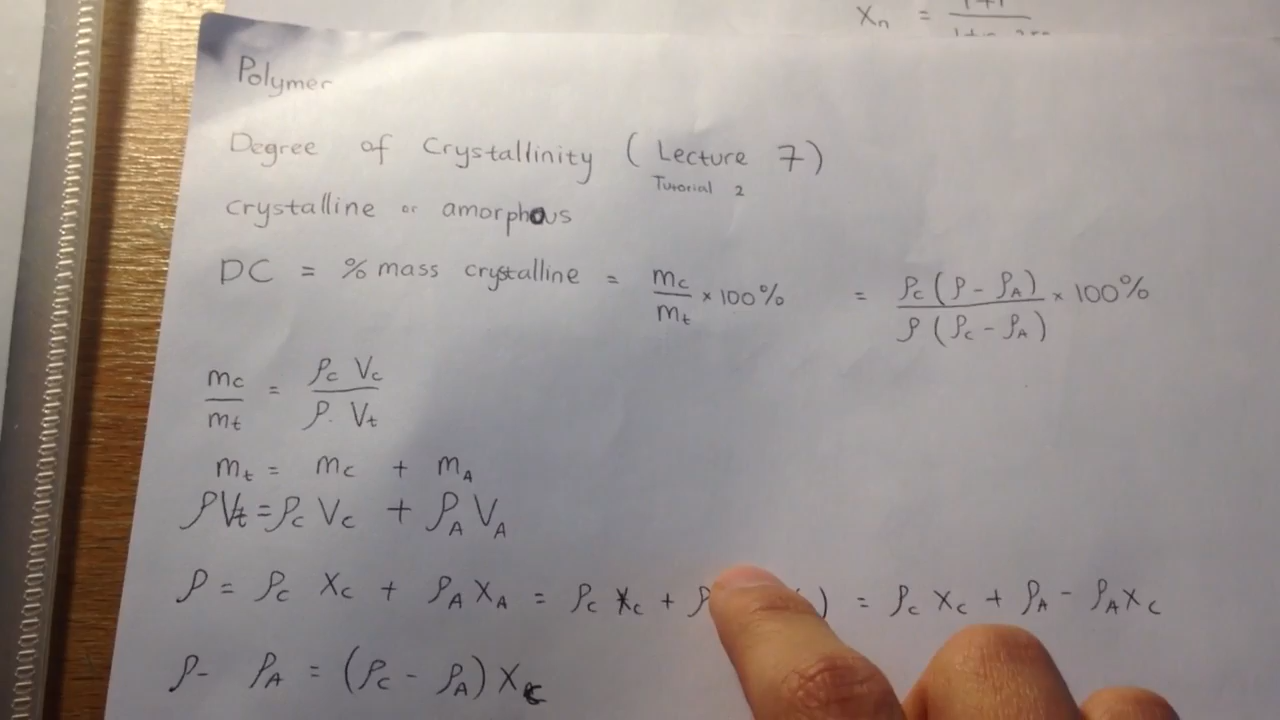 Xn =
Polymer
Degree of Crystallinity (Lecture 7)
Tutorial 2
crystalline or amorphous
DC = % mass crystalline = mc/mt × 100% = ρc(ρ - ρA)/ρ(ρc - ρA) × 100%
mc/mt = ρc Vc/ρ. Vt
mt = mc + mA
ρVt = ρc Vc + ρA VA
ρ = ρc Xc + ρA XA = ρc Xc + ρ ( ) = ρc Xc + ρA - ρA Xc
ρ - ρA = (ρc - ρA) Xc